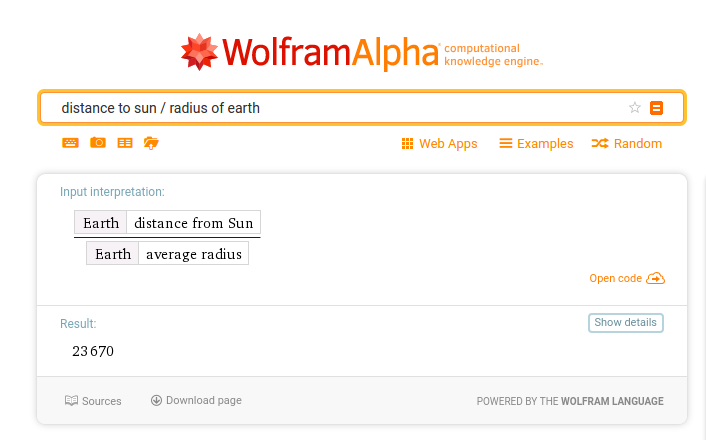 WolframAlpha computational
knowledge engine.
distance to sun / radius of earth
Web Apps Examples Random
Input interpretation:
Earth distance from Sun
Earth average radius
Open code
Result: Show details
23670
Sources Download page POWERED BY THE WOLFRAM LANGUAGE